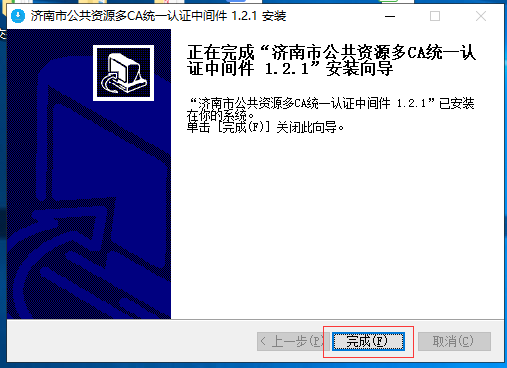 济南市公共资源多CA统一认证中间件 1.2.1 安装
正在完成“济南市公共资源多CA统一认
证中间件 1.2.1”安装向导
“济南市公共资源多CA统一认证中间件 1.2.1”已安装
在你的系统。
单击 [完成(F)] 关闭此向导。
< 上一步(P)
完成(F)
取消(C)